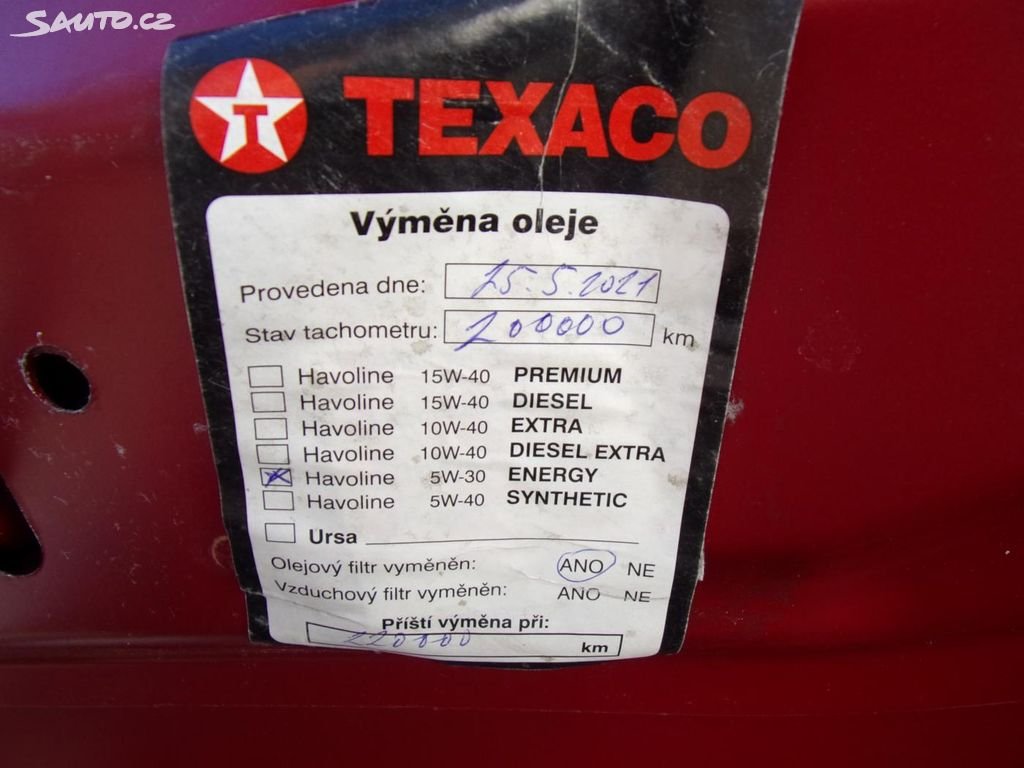 SAUTO.CZ
T TEXACO
Výměna oleje
Provedena dne: 25.5.2021
Stav tachometru: 200000 km
Havoline 15W-40 PREMIUM
Havoline 15W-40 DIESEL
Havoline 10W-40 EXTRA
Havoline 10W-40 DIESEL EXTRA
Havoline 5W-30 ENERGY
Havoline 5W-40 SYNTHETIC
Ursa
Olejový filtr vyměněn: ANO NE
Vzduchový filtr vyměněn: ANO NE
Příští výměna při:
220000 km